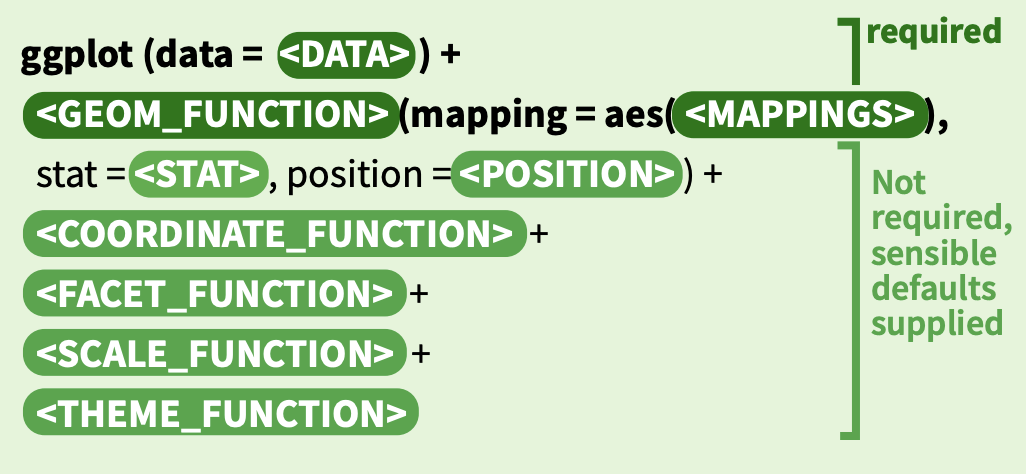 ggplot (data = <DATA>) +
<GEOM_FUNCTION>(mapping = aes(<MAPPINGS>),
stat = <STAT>, position = <POSITION>) +
<COORDINATE_FUNCTION> +
<FACET_FUNCTION> +
<SCALE_FUNCTION> +
<THEME_FUNCTION>
required
Not
required,
sensible
defaults
supplied